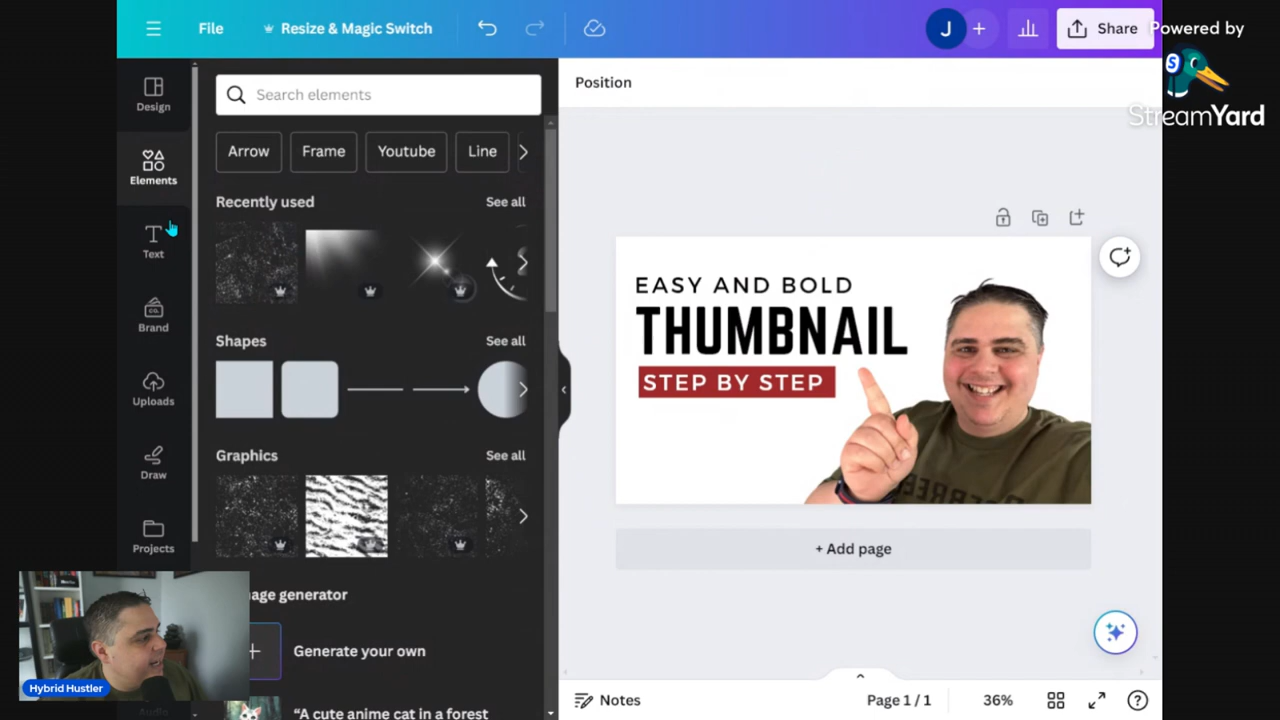 File
Resize & Magic Switch
J
Share
Powered by
S
StreamYard
Design
Elements
Text
Brand
CO.
Uploads
Draw
Projects
Search elements
Arrow
Frame
Youtube
Line
Recently used
See all
Shapes
See all
Graphics
See all
age generator
Generate your own
“A cute anime cat in a forest
Position
EASY AND BOLD
THUMBNAIL
STEP BY STEP
+ Add page
Notes
Page 1 / 1
36%
Hybrid Hustler
Audio